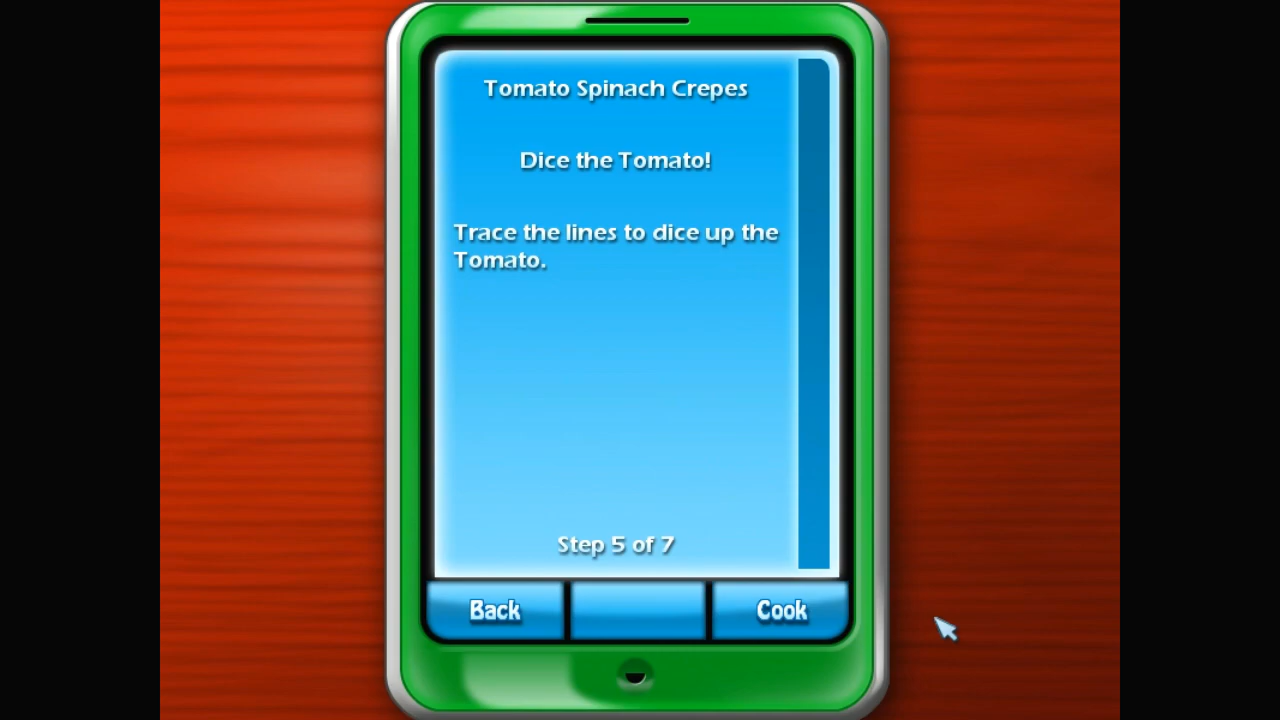 Tomato Spinach Crepes
Dice the Tomato!
Trace the lines to dice up the
Tomato.
Step 5 of 7
Back
Cook